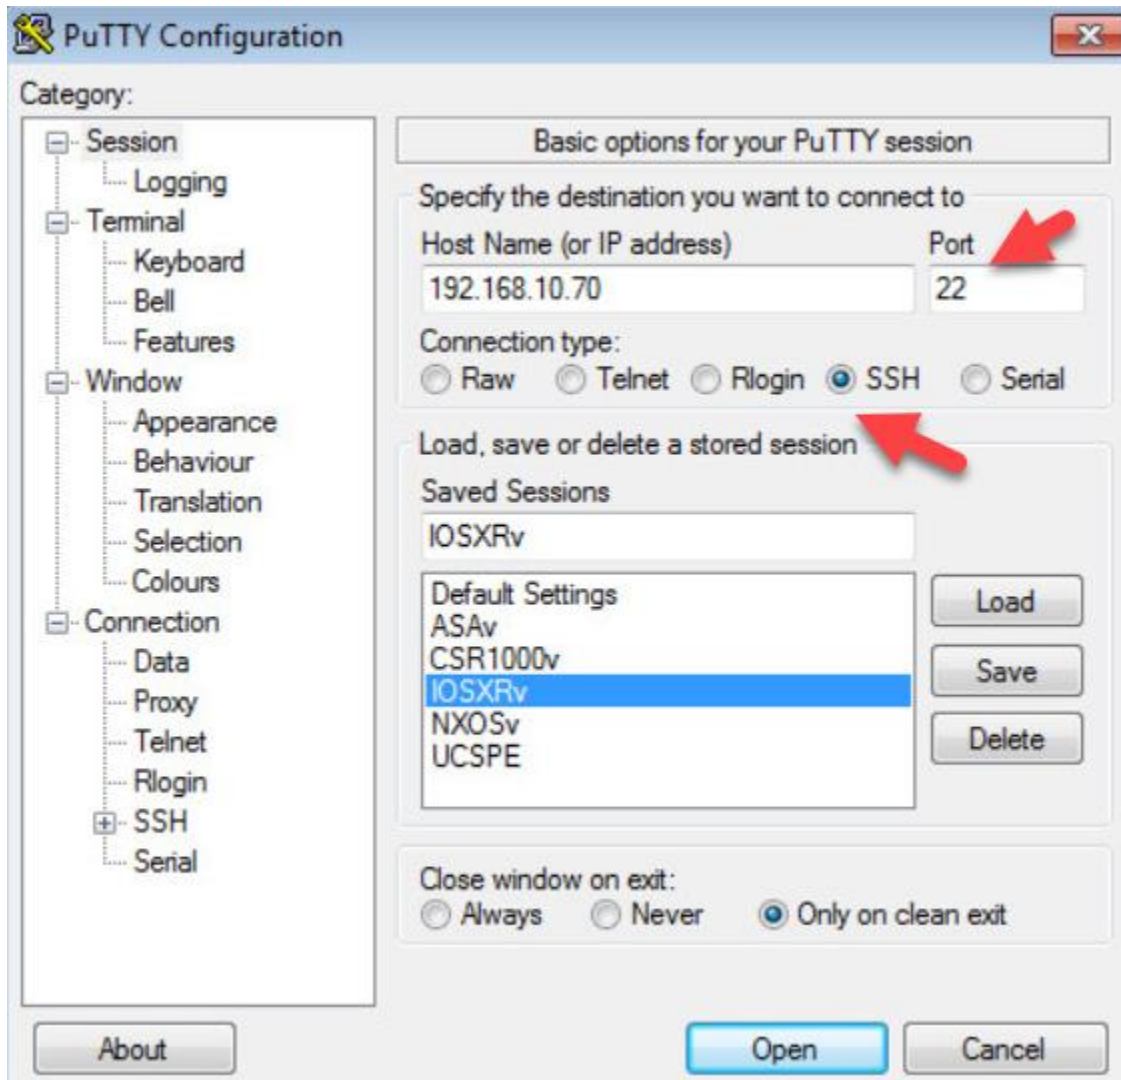 PuTTY Configuration
Category:
Session
Logging
Terminal
Keyboard
Bell
Features
Window
Appearance
Behaviour
Translation
Selection
Colours
Connection
Data
Proxy
Telnet
Rlogin
SSH
Serial
Basic options for your PuTTY session
Specify the destination you want to connect to
Host Name (or IP address) Port
192.168.10.70 22
Connection type:
Raw Telnet Rlogin SSH Serial
Load, save or delete a stored session
Saved Sessions
IOSXRv
Default Settings
ASAv
CSR1000v
IOSXRv
NXOSv
UCSPE
Load
Save
Delete
Close window on exit:
Always Never Only on clean exit
About Open Cancel